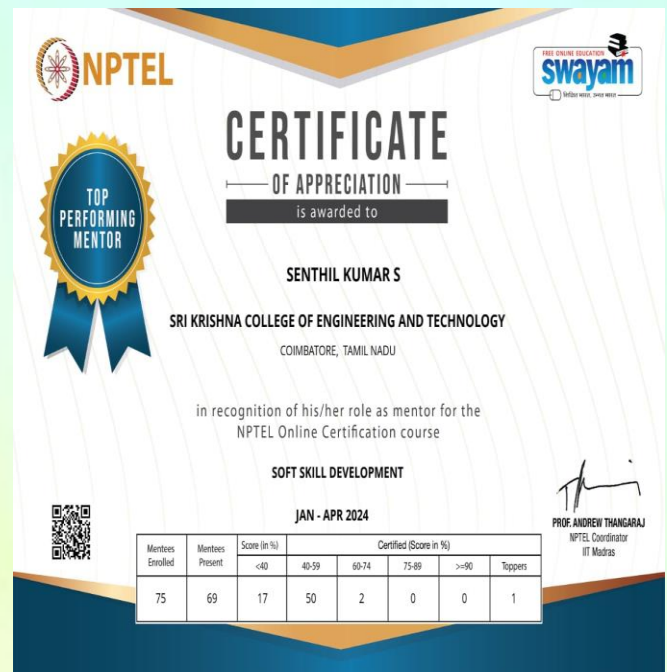 NPTEL
FREE ONLINE EDUCATION
swayam
शिक्षित भारत, उन्नत भारत
CERTIFICATE
OF APPRECIATION
is awarded to
TOP
PERFORMING
MENTOR
SENTHIL KUMAR S
SRI KRISHNA COLLEGE OF ENGINEERING AND TECHNOLOGY
COIMBATORE, TAMIL NADU
in recognition of his/her role as mentor for the
NPTEL Online Certification course
SOFT SKILL DEVELOPMENT
JAN - APR 2024
PROF. ANDREW THANGARAJ
NPTEL Coordinator
IIT Madras
Mentees Enrolled Mentees Present Score (in %) Certified (Score in %)
<40 40-59 60-74 75-89 >=90 Toppers
75 69 17 50 2 0 0 1